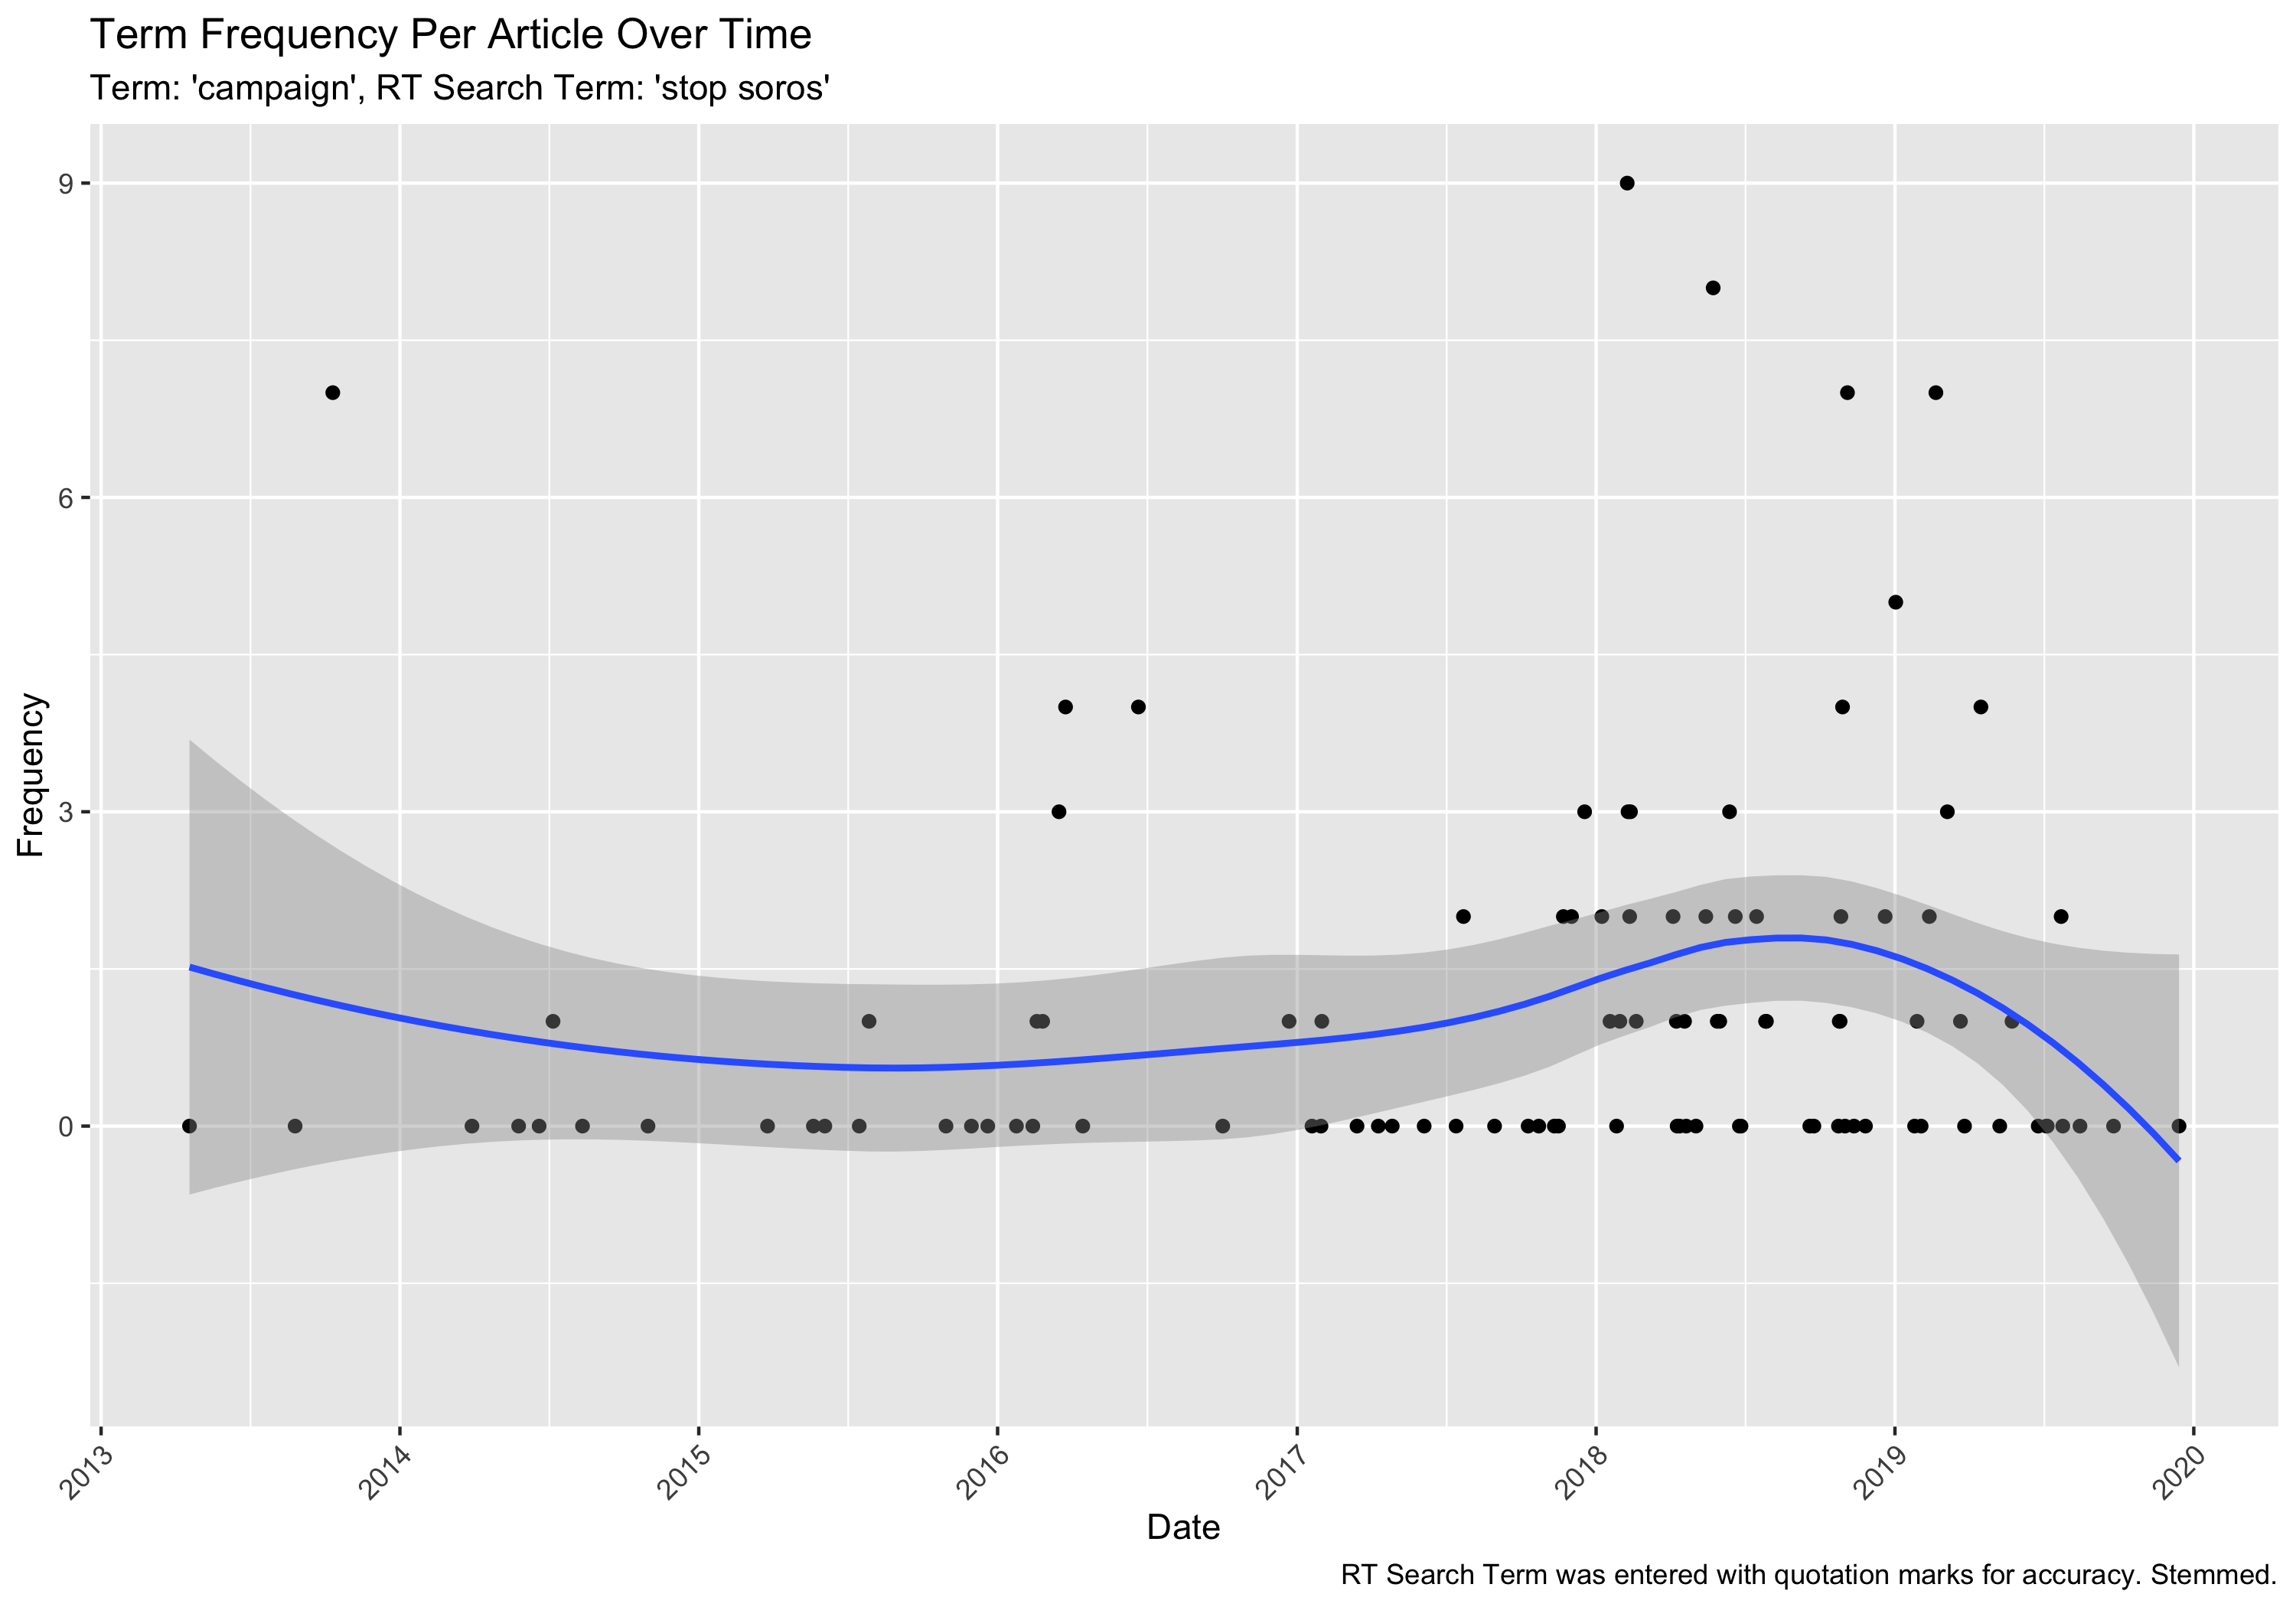 Term Frequency Per Article Over Time
Term: 'campaign', RT Search Term: 'stop soros'
Frequency
9
6
3
0
2013
2014
2015
2016
2017
2018
2019
2020
Date
RT Search Term was entered with quotation marks for accuracy. Stemmed.